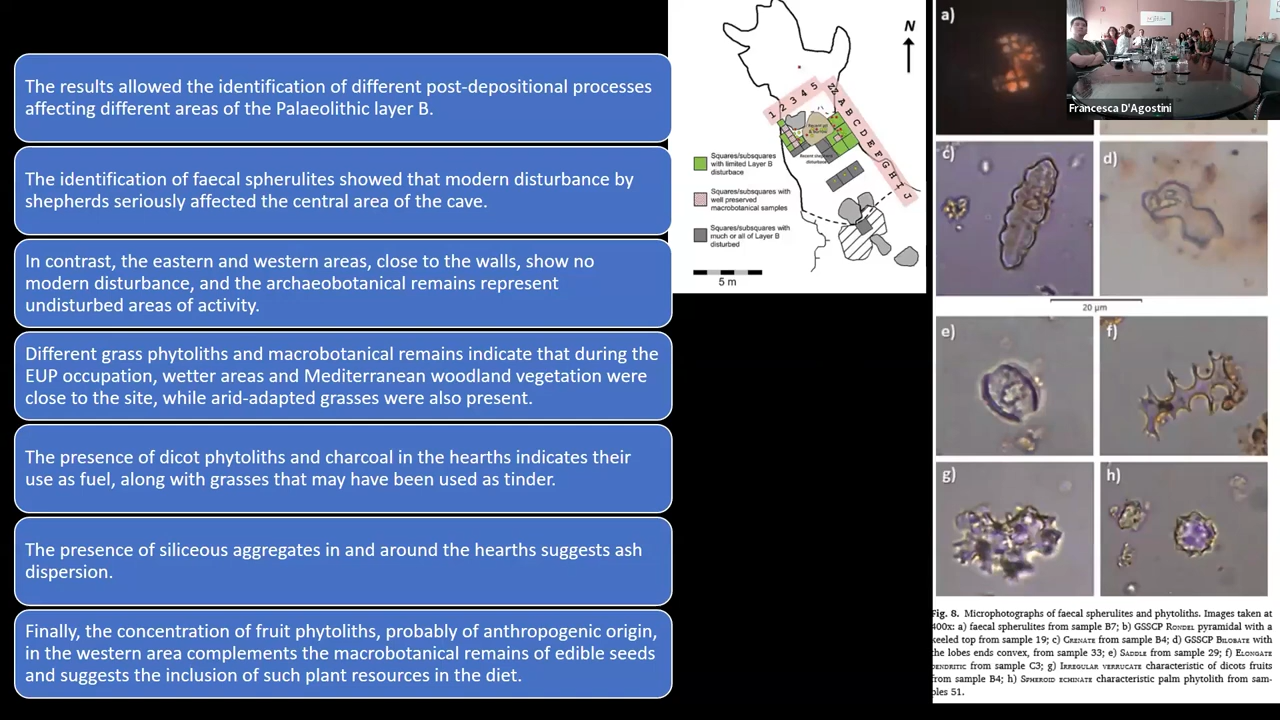 The results allowed the identification of different post-depositional processes
affecting different areas of the Palaeolithic layer B.
The identification of faecal spherulites showed that modern disturbance by
shepherds seriously affected the central area of the cave.
In contrast, the eastern and western areas, close to the walls, show no
modern disturbance, and the archaeobotanical remains represent
undisturbed areas of activity.
Different grass phytoliths and macrobotanical remains indicate that during the
EUP occupation, wetter areas and Mediterranean woodland vegetation were
close to the site, while arid-adapted grasses were also present.
The presence of dicot phytoliths and charcoal in the hearths indicates their
use as fuel, along with grasses that may have been used as tinder.
The presence of siliceous aggregates in and around the hearths suggests ash
dispersion.
Finally, the concentration of fruit phytoliths, probably of anthropogenic origin,
in the western area complements the macrobotanical remains of edible seeds
and suggests the inclusion of such plant resources in the diet.
N
1 2 3 4 5
A B C D E F G H I J
Squares/subsquares
with limited Layer B
disturbace
Squares/subsquares with
well preserved
macrobotanical samples
Squares/subsquares with
much or all of Layer B
disturbed
5 m
a)
Francesca D'Agostini
c)
d)
20 μm
e)
f)
g)
h)
Fig. 8. Microphotographs of faecal spherulites and phytoliths. Images taken at
400x: a) faecal spherulites from sample B7; b) GSSCP Rondel pyramidal with a
keeled top from sample 19; c) Crenate from sample B4; d) GSSCP Bilobate with
the lobes ends convex, from sample 33; e) Saddle from sample 29; f) Elongate
dendritic from sample C3; g) Irregular verrucate characteristic of dicots fruits
from sample B4; h) Spheroid echinate characteristic palm phytolith from sam-
ples 51.